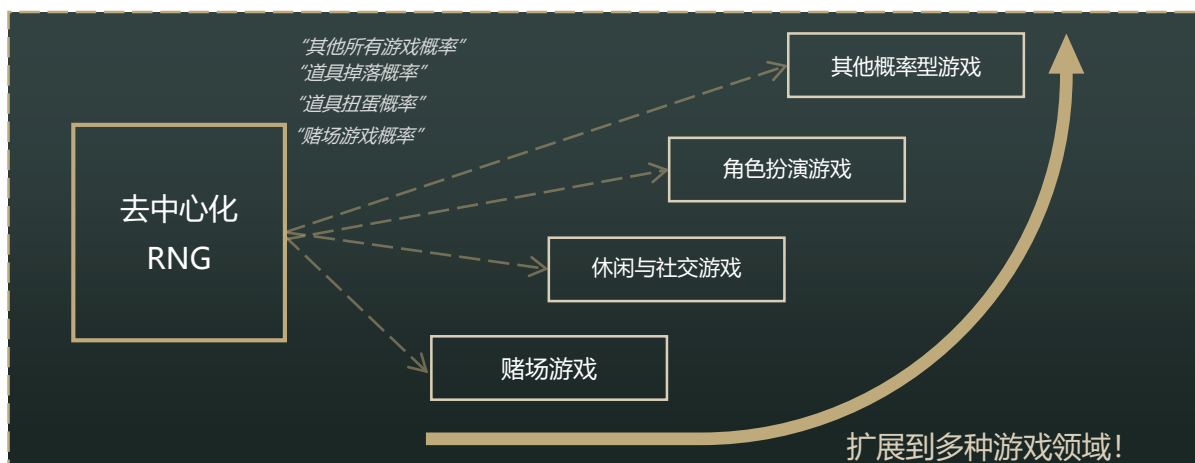 “其他所有游戏概率”
“道具掉落概率”
“道具扭蛋概率”
“赌场游戏概率”
去中心化
RNG
其他概率型游戏
角色扮演游戏
休闲与社交游戏
赌场游戏
扩展到多种游戏领域！